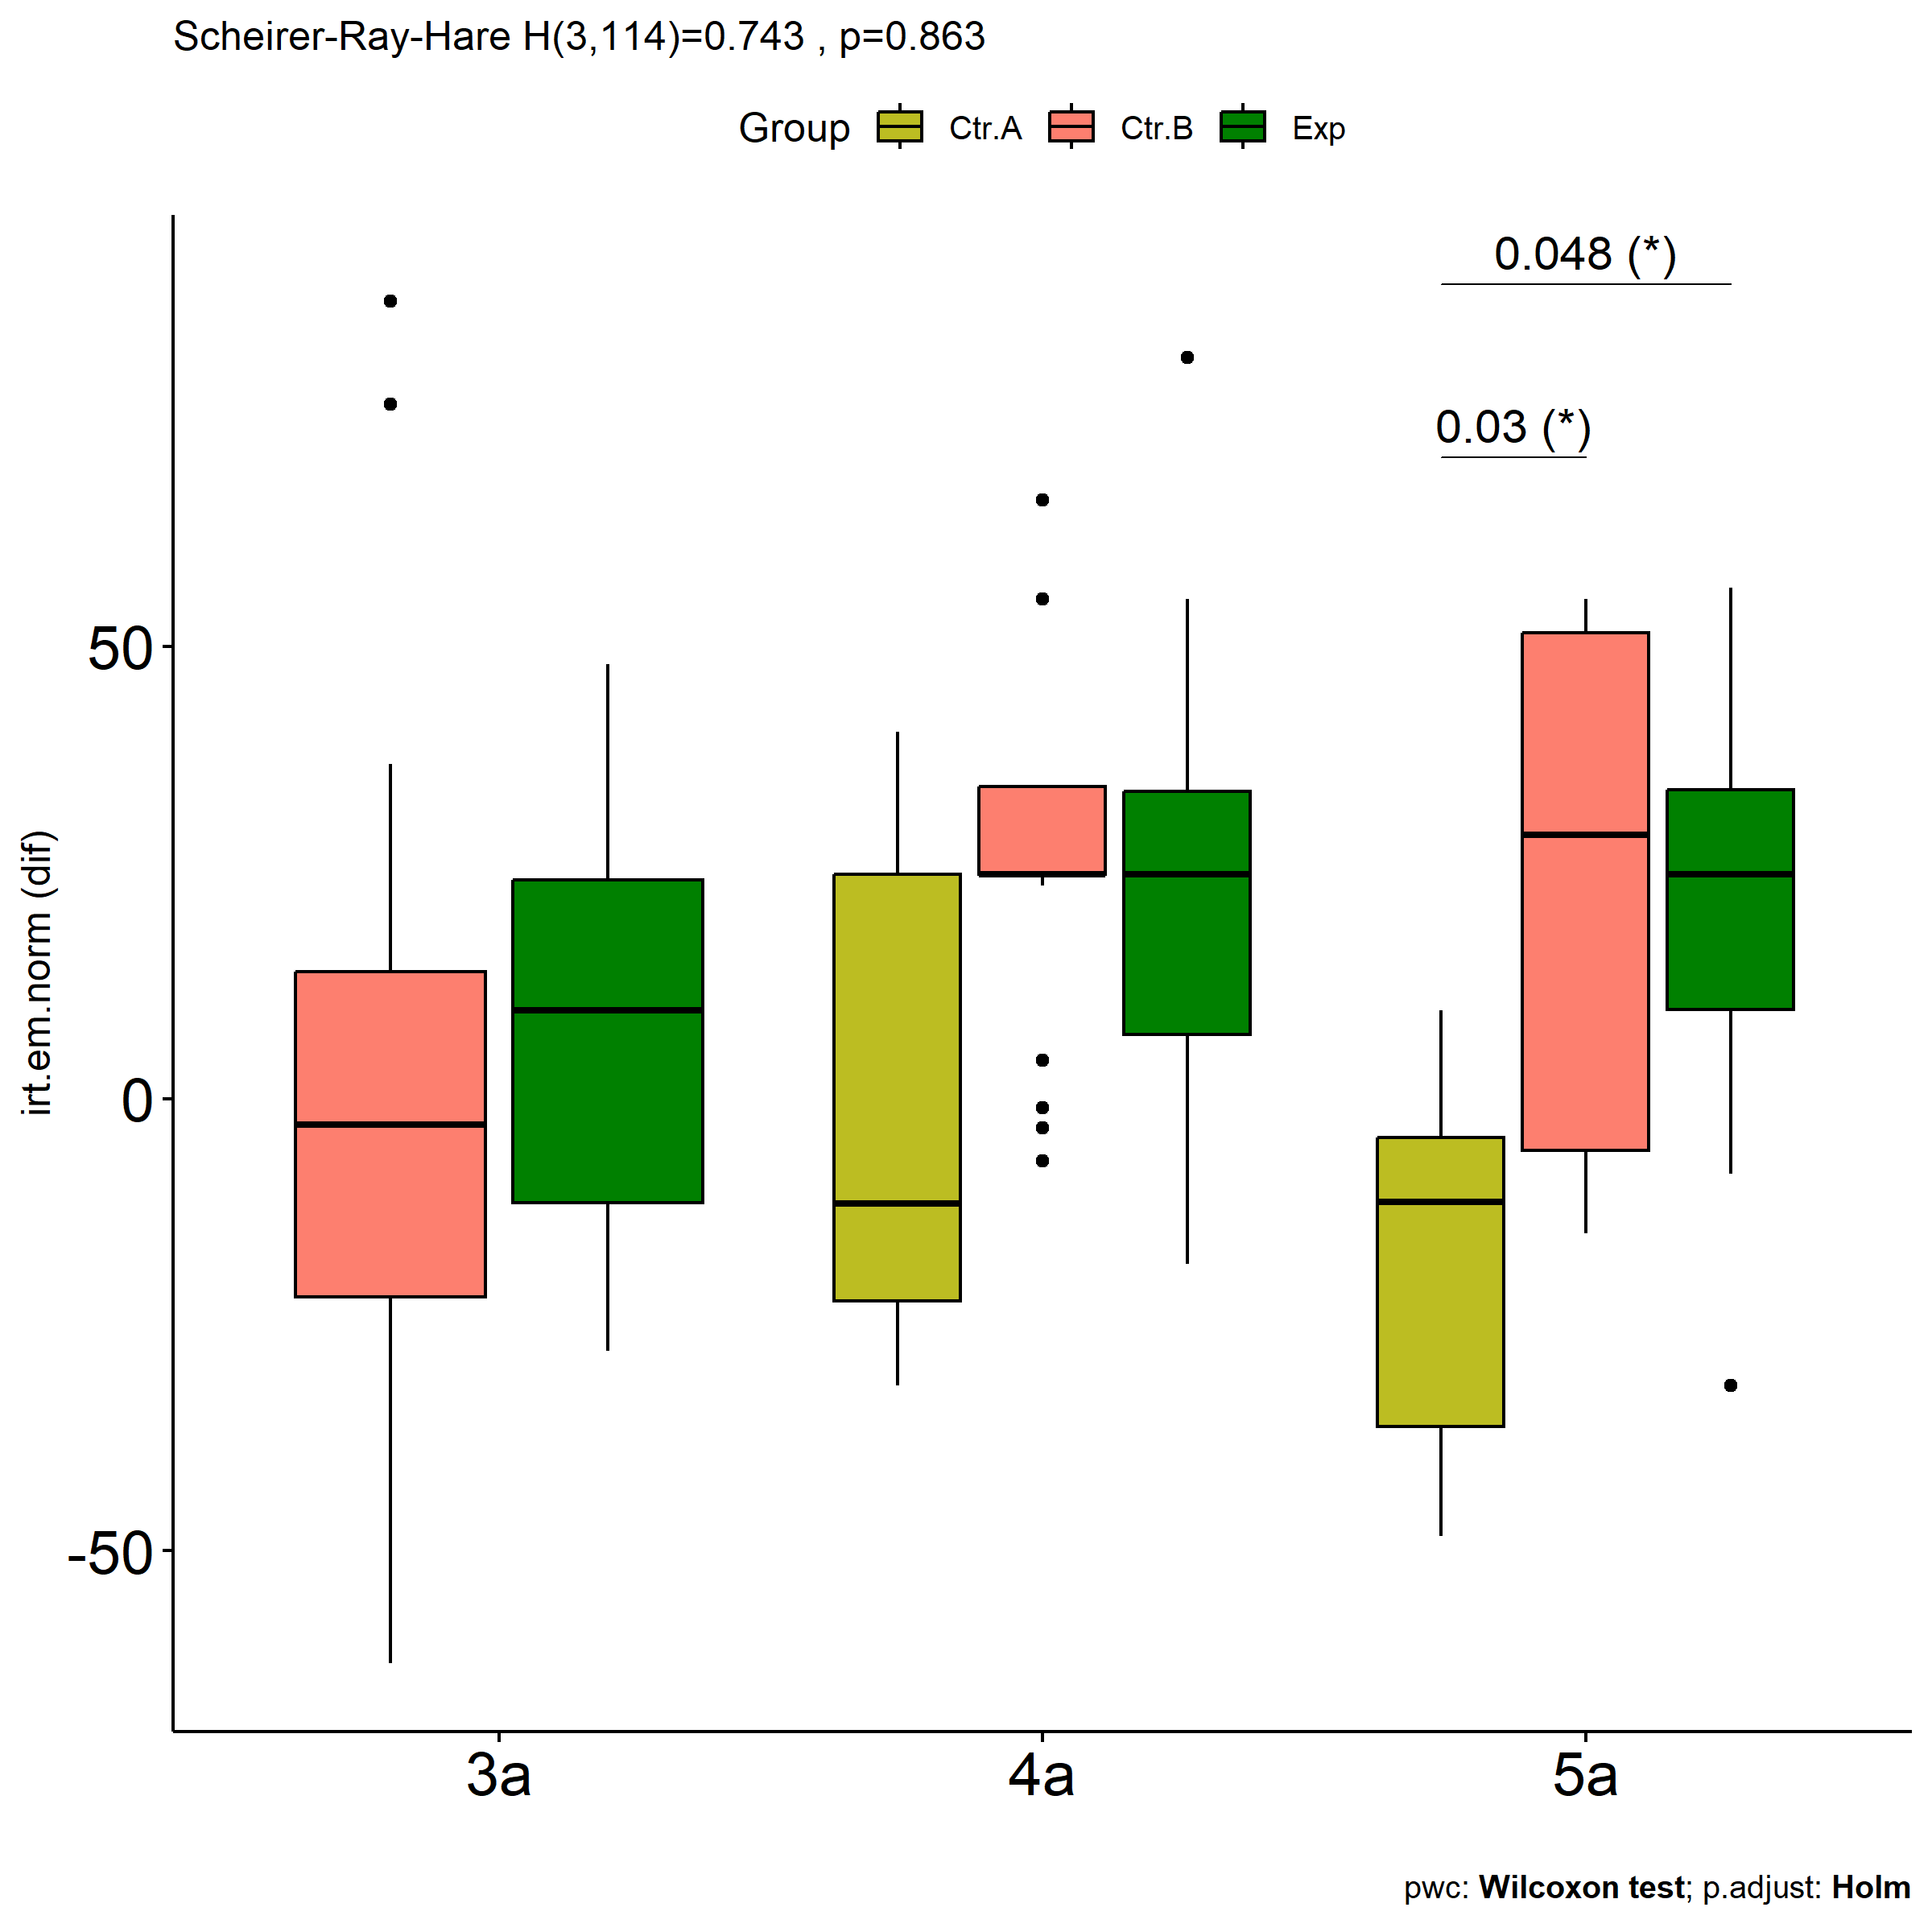 Scheirer-Ray-Hare H(3,114)=0.743 , p=0.863
Group Ctr.A Ctr.B Exp
0.048 (*)
0.03 (*)
50
0
-50
irt.em.norm (dif)
3a 4a 5a
pwc: Wilcoxon test; p.adjust: Holm